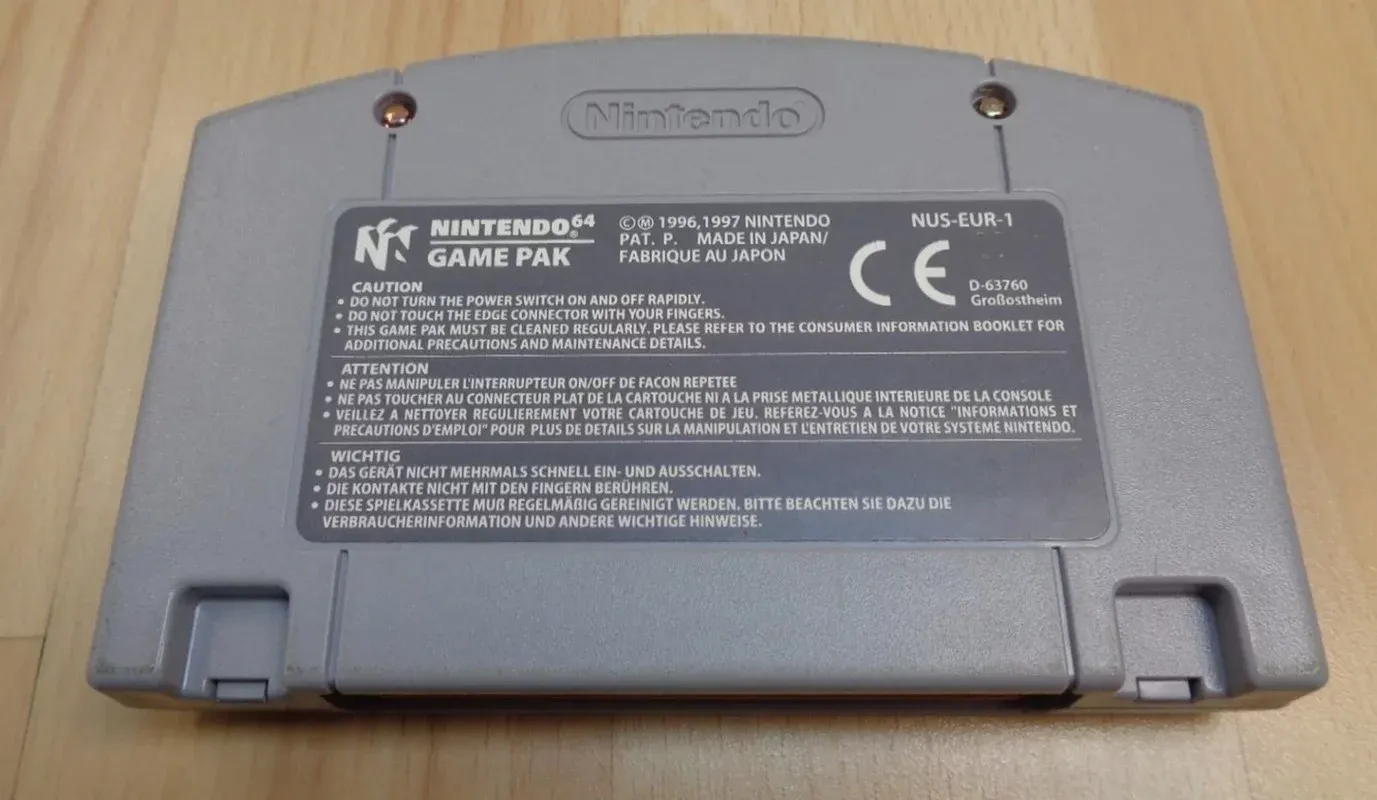 Nintendo
NINTENDO64®
GAME PAK
©Ⓜ 1996,1997 NINTENDO
PAT. P. MADE IN JAPAN/
FABRIQUE AU JAPON
NUS-EUR-1
CE
D-63760
Großostheim
CAUTION
• DO NOT TURN THE POWER SWITCH ON AND OFF RAPIDLY.
• DO NOT TOUCH THE EDGE CONNECTOR WITH YOUR FINGERS.
• THIS GAME PAK MUST BE CLEANED REGULARLY. PLEASE REFER TO THE CONSUMER INFORMATION BOOKLET FOR
ADDITIONAL PRECAUTIONS AND MAINTENANCE DETAILS.
ATTENTION
• NE PAS MANIPULER L'INTERRUPTEUR ON/OFF DE FACON REPETEE
• NE PAS TOUCHER AU CONNECTEUR PLAT DE LA CARTOUCHE NI A LA PRISE METALLIQUE INTERIEURE DE LA CONSOLE
• VEILLEZ A NETTOYER REGULIEREMENT VOTRE CARTOUCHE DE JEU. REFEREZ-VOUS A LA NOTICE "INFORMATIONS ET
PRECAUTIONS D'EMPLOI" POUR PLUS DE DETAILS SUR LA MANIPULATION ET L'ENTRETIEN DE VOTRE SYSTEME NINTENDO.
WICHTIG
• DAS GERÄT NICHT MEHRMALS SCHNELL EIN- UND AUSSCHALTEN.
• DIE KONTAKTE NICHT MIT DEN FINGERN BERÜHREN.
• DIESE SPIELKASSETTE MUß REGELMÄßIG GEREINIGT WERDEN. BITTE BEACHTEN SIE DAZU DIE
VERBRAUCHERINFORMATION UND ANDERE WICHTIGE HINWEISE.